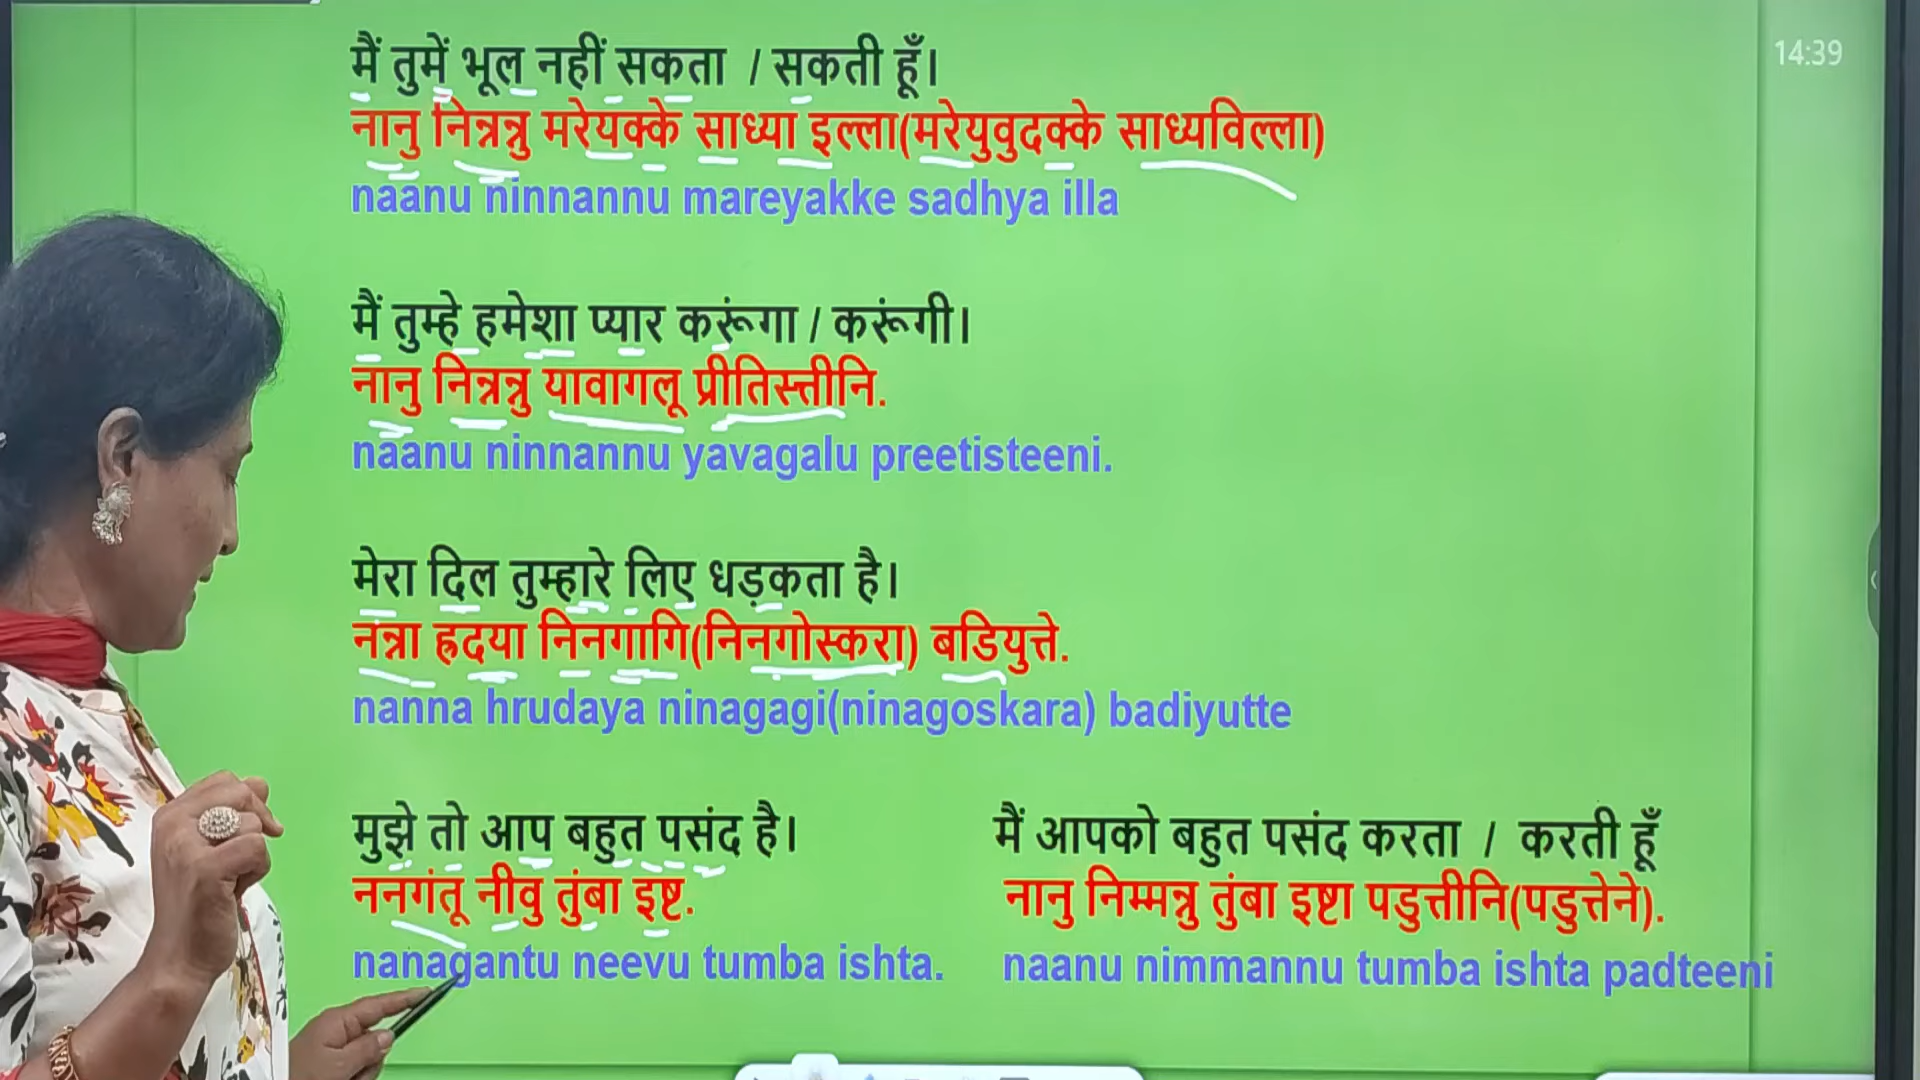 14:39
मैं तुमें भूल नहीं सकता / सकती हूँ।
नानु निन्नन्नु मरेयक्के साध्या इल्ला(मरेयुवुदक्के साध्यविल्ला)
naanu ninnannu mareyakke sadhya illa
मैं तुम्हे हमेशा प्यार करूंगा / करूंगी।
नानु निन्नन्नु यावागलू प्रीतिस्तीनि.
naanu ninnannu yavagalu preetisteeni.
मेरा दिल तुम्हारे लिए धड़कता है।
नन्ना ह्रदया निनगागि(निनगोस्करा) बडियुत्ते.
nanna hrudaya ninagagi(ninagoskara) badiyutte
मुझे तो आप बहुत पसंद है।
ननगंतू नीवु तुंबा इष्ट.
nanagantu neevu tumba ishta.
मैं आपको बहुत पसंद करता / करती हूँ
नानु निम्मन्नु तुंबा इष्टा पडुत्तीनि(पडुत्तेने).
naanu nimmannu tumba ishta padteeni